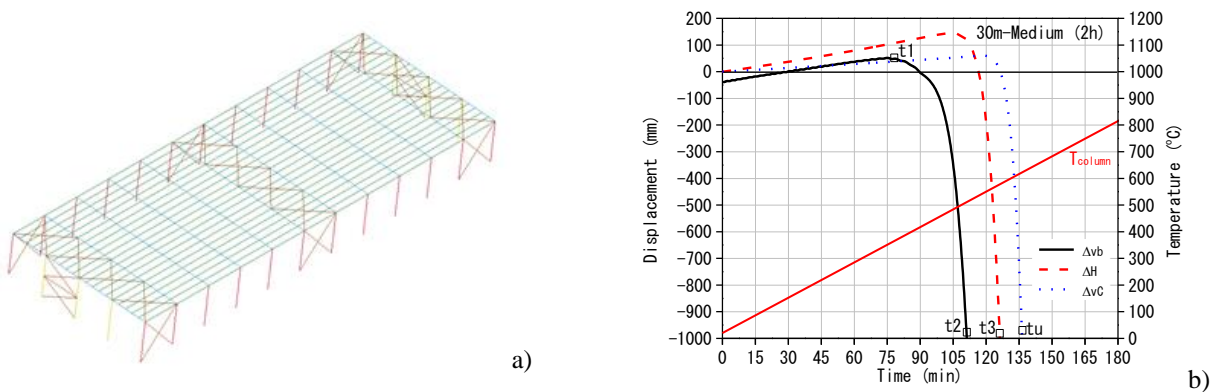 a)
30m-Medium (2h)
Displacement (mm)
200
100
0
-100
-200
-300
-400
-500
-600
-700
-800
-900
-1000
t1
Tcolumn
Δvb
ΔH
ΔvC
t2
t3
tu
0 15 30 45 60 75 90 105 120 135 150 165 180
Time (min)
1200
1100
1000
900
800
700
600
500
400
300
200
100
0
Temperature (ºC)
b)